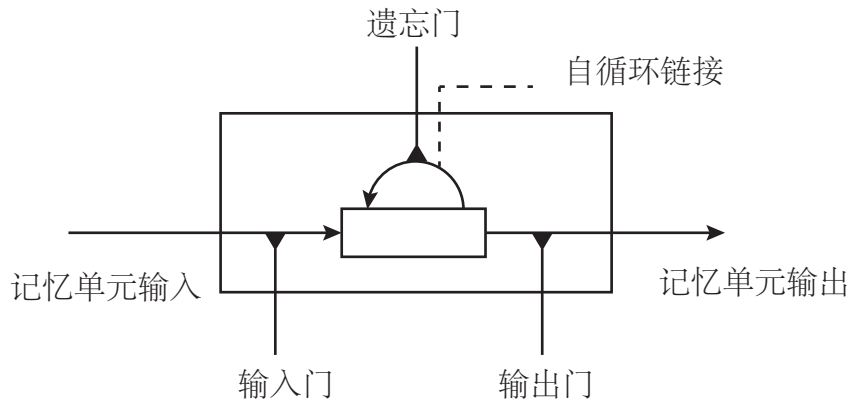 遗忘门
自循环链接
记忆单元输入
记忆单元输出
输入门
输出门